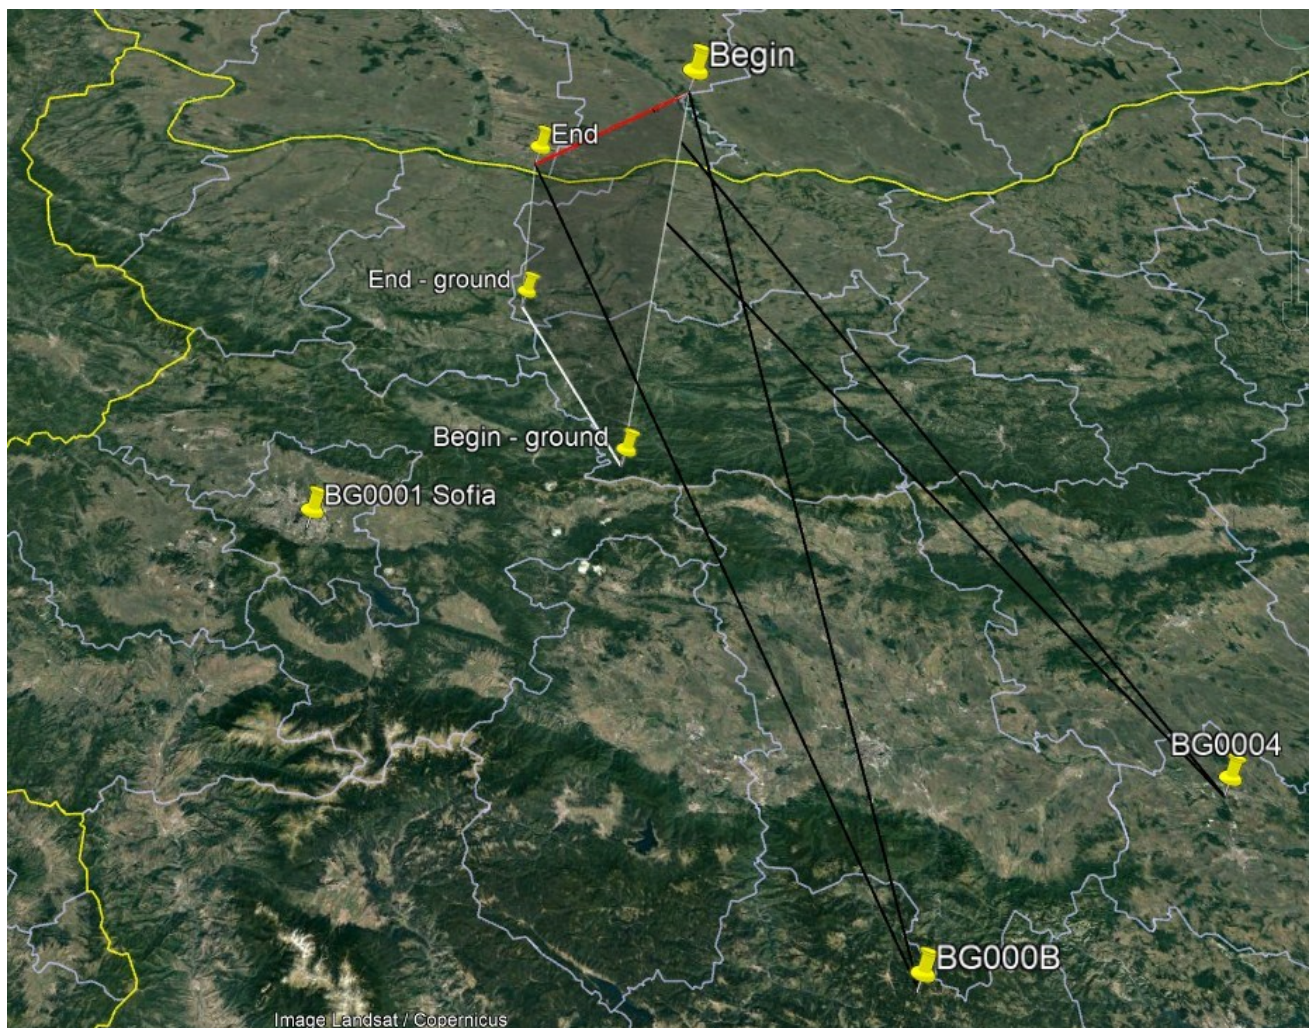 Begin
End
End - ground
Begin - ground
BG0001 Sofia
BG0004
BG000B
Image Landsat / Copernicus